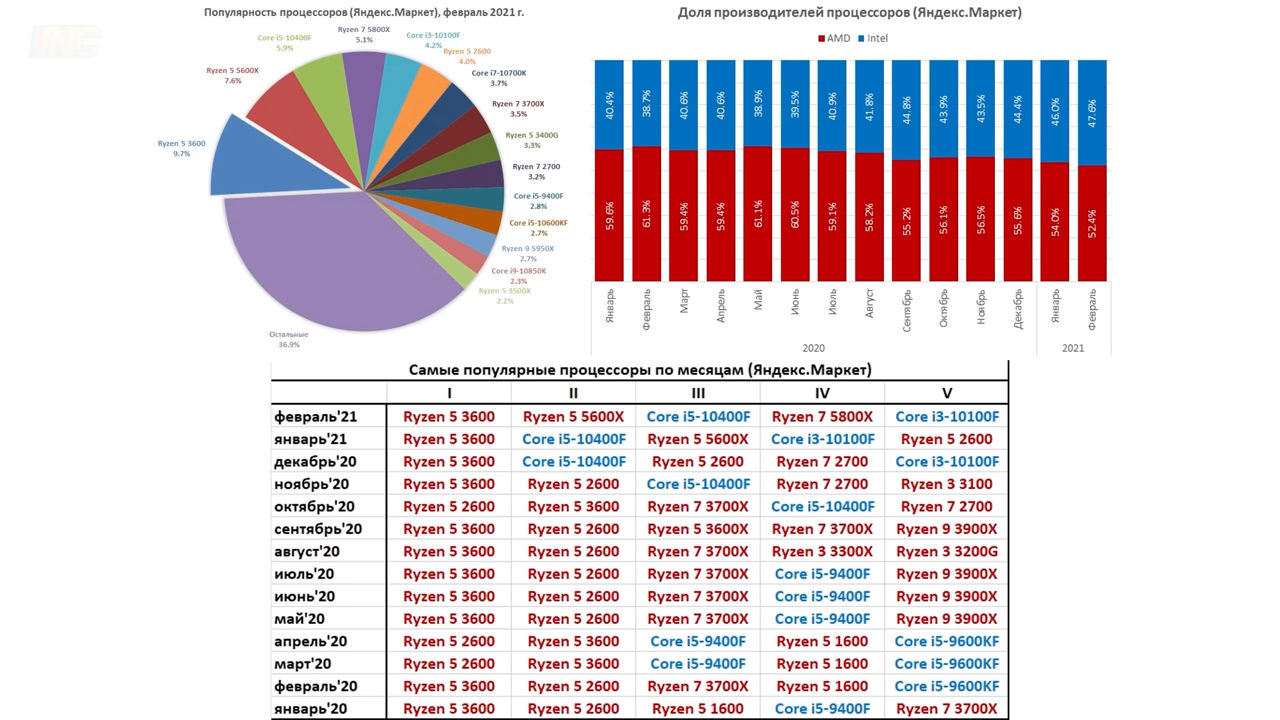 Популярность процессоров (Яндекс.Маркет), февраль 2021 г.
Ryzen 7 5800X
5.1%
Core i5-10400F
5.9%
Core i3-10100F
4.2%
Ryzen 5 2600
4.0%
Ryzen 5 5600X
7.6%
Core i7-10700K
3.7%
Ryzen 7 3700X
3.5%
Ryzen 5 3400G
3.3%
Ryzen 5 3600
9.7%
Ryzen 7 2700
3.2%
Core i5-9400F
2.8%
Core i5-10600KF
2.7%
Ryzen 9 5950X
2.7%
Core i9-10850K
2.3%
Ryzen 5 3500X
2.2%
Остальные
36.9%
Доля производителей процессоров (Яндекс.Маркет)
AMD Intel
40.4% 38.7% 40.6% 40.6% 38.9% 39.5% 40.9% 41.8% 44.8% 43.9% 43.5% 44.4% 46.0% 47.6%
59.6% 61.3% 59.4% 59.4% 61.1% 60.5% 59.1% 58.2% 55.2% 56.1% 56.5% 55.6% 54.0% 52.4%
Январь Февраль Март Апрель Май Июнь Июль Август Сентябрь Октябрь Ноябрь Декабрь Январь Февраль
2020 2021
Самые популярные процессоры по месяцам (Яндекс.Маркет)
I II III IV V
февраль'21 Ryzen 5 3600 Ryzen 5 5600X Core i5-10400F Ryzen 7 5800X Core i3-10100F
январь'21 Ryzen 5 3600 Core i5-10400F Ryzen 5 5600X Core i3-10100F Ryzen 5 2600
декабрь'20 Ryzen 5 3600 Core i5-10400F Ryzen 5 2600 Ryzen 7 2700 Core i3-10100F
ноябрь'20 Ryzen 5 3600 Ryzen 5 2600 Core i5-10400F Ryzen 7 2700 Ryzen 3 3100
октябрь'20 Ryzen 5 2600 Ryzen 5 3600 Ryzen 7 3700X Core i5-10400F Ryzen 7 2700
сентябрь'20 Ryzen 5 3600 Ryzen 5 2600 Ryzen 5 3600X Ryzen 7 3700X Ryzen 9 3900X
август'20 Ryzen 5 3600 Ryzen 5 2600 Ryzen 7 3700X Ryzen 3 3300X Ryzen 3 3200G
июль'20 Ryzen 5 3600 Ryzen 5 2600 Ryzen 7 3700X Core i5-9400F Ryzen 9 3900X
июнь'20 Ryzen 5 3600 Ryzen 5 2600 Ryzen 7 3700X Core i5-9400F Ryzen 9 3900X
май'20 Ryzen 5 3600 Ryzen 5 2600 Ryzen 7 3700X Core i5-9400F Ryzen 9 3900X
апрель'20 Ryzen 5 2600 Ryzen 5 3600 Core i5-9400F Ryzen 5 1600 Core i5-9600KF
март'20 Ryzen 5 2600 Ryzen 5 3600 Core i5-9400F Ryzen 5 1600 Core i5-9600KF
февраль'20 Ryzen 5 3600 Ryzen 5 2600 Ryzen 7 3700X Ryzen 5 1600 Core i5-9600KF
январь'20 Ryzen 5 3600 Ryzen 5 2600 Ryzen 5 1600 Core i5-9400F Ryzen 7 3700X